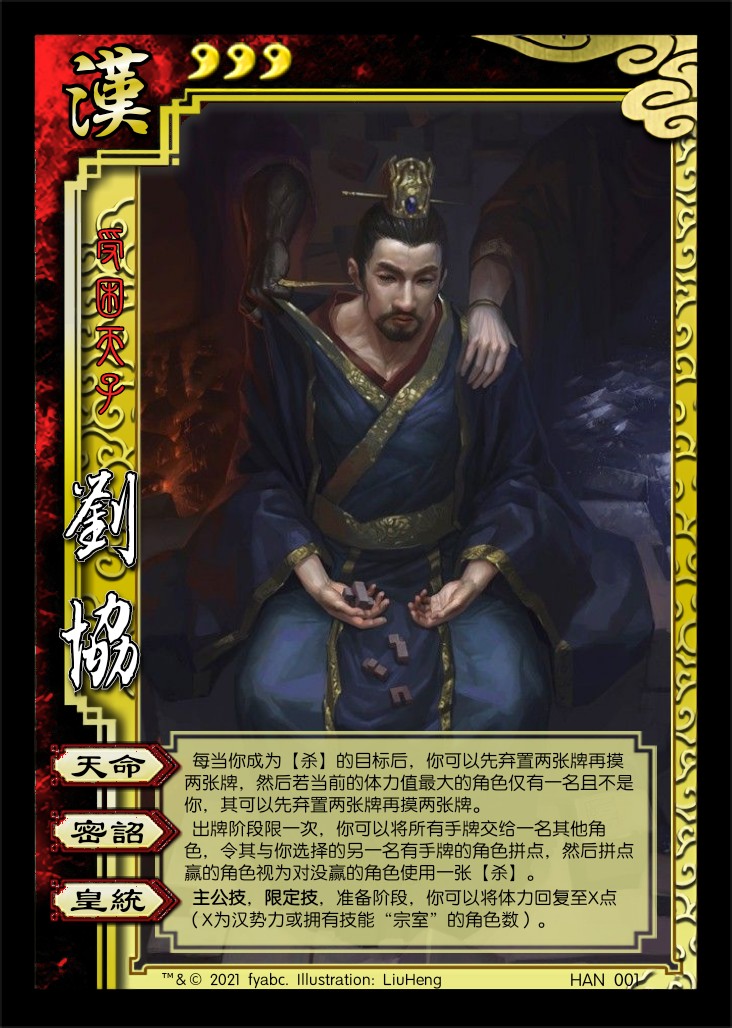 漢
受困天子
劉協
天命
每当你成为【杀】的目标后，你可以先弃置两张牌再摸
两张牌，然后若当前的体力值最大的角色仅有一名且不是
你，其可以先弃置两张牌再摸两张牌。
密詔
出牌阶段限一次，你可以将所有手牌交给一名其他角
色，令其与你选择的另一名有手牌的角色拼点，然后拼点
赢的角色视为对没赢的角色使用一张【杀】。
皇統
主公技，限定技，准备阶段，你可以将体力回复至X点
（X为汉势力或拥有技能“宗室”的角色数）。
™&© 2021 fyabc. Illustration: LiuHeng
HAN 001